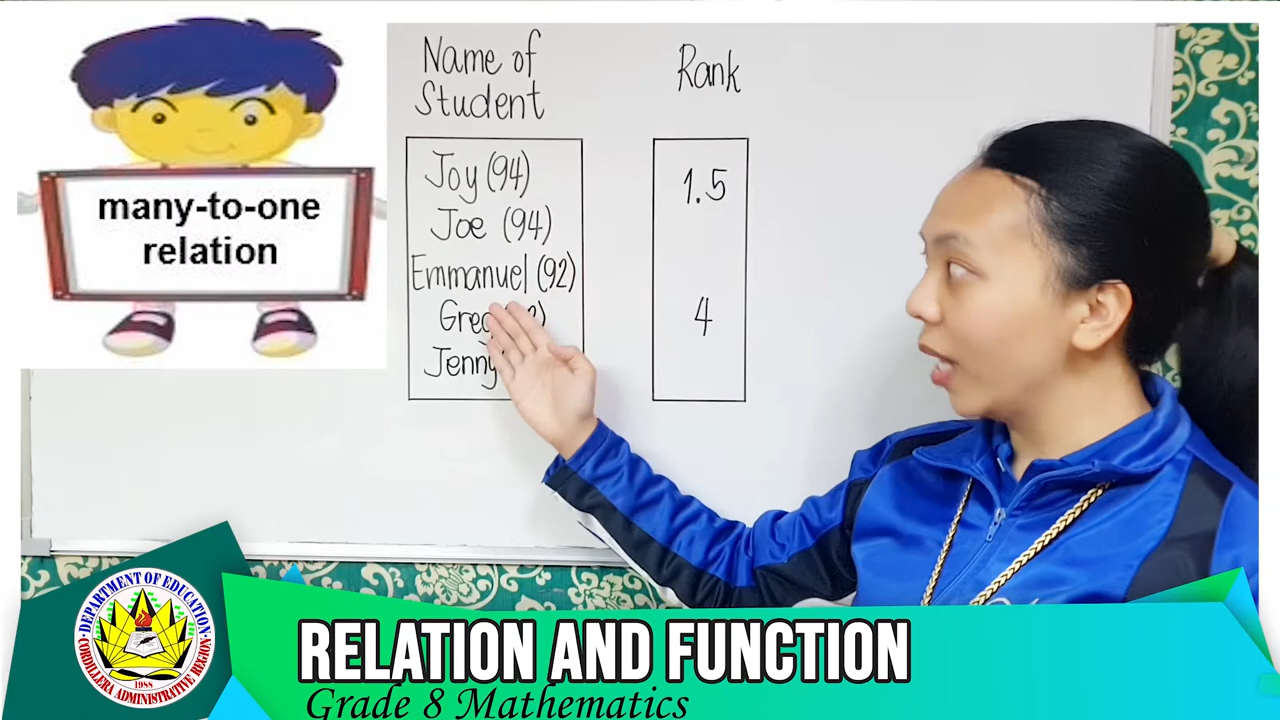 many-to-one
relation
Name of
Student
Rank
Joy (94)
Joe (94)
Emmanuel (92)
Jenny
1.5
4
RELATION AND FUNCTION
Grade 8 Mathematics
DEPARTMENT OF EDUCATION
CORDILLERA ADMINISTRATIVE REGION
1988